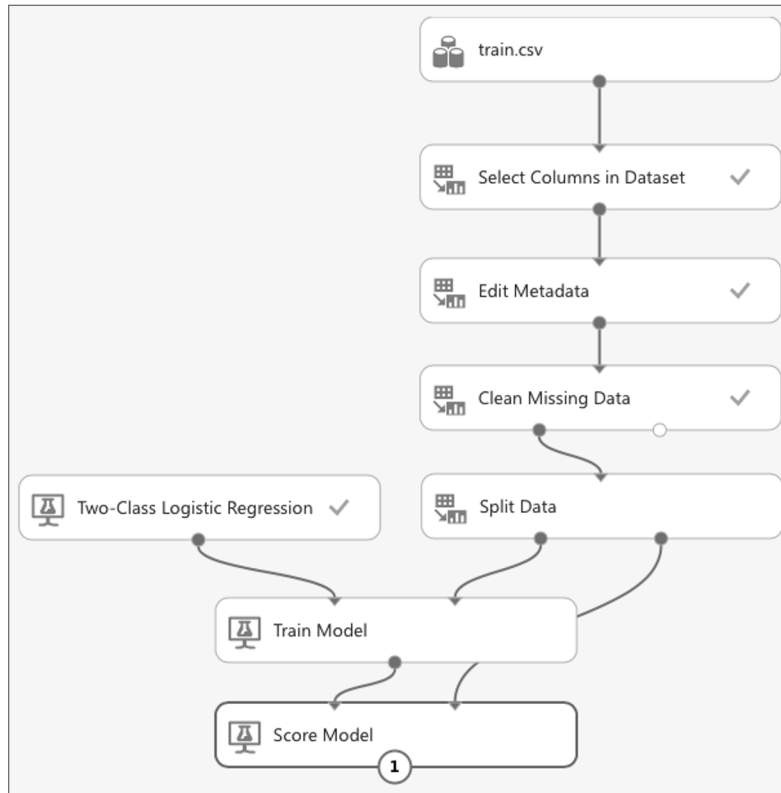 train.csv
Select Columns in Dataset
Edit Metadata
Clean Missing Data
Two-Class Logistic Regression
Split Data
Train Model
Score Model
1